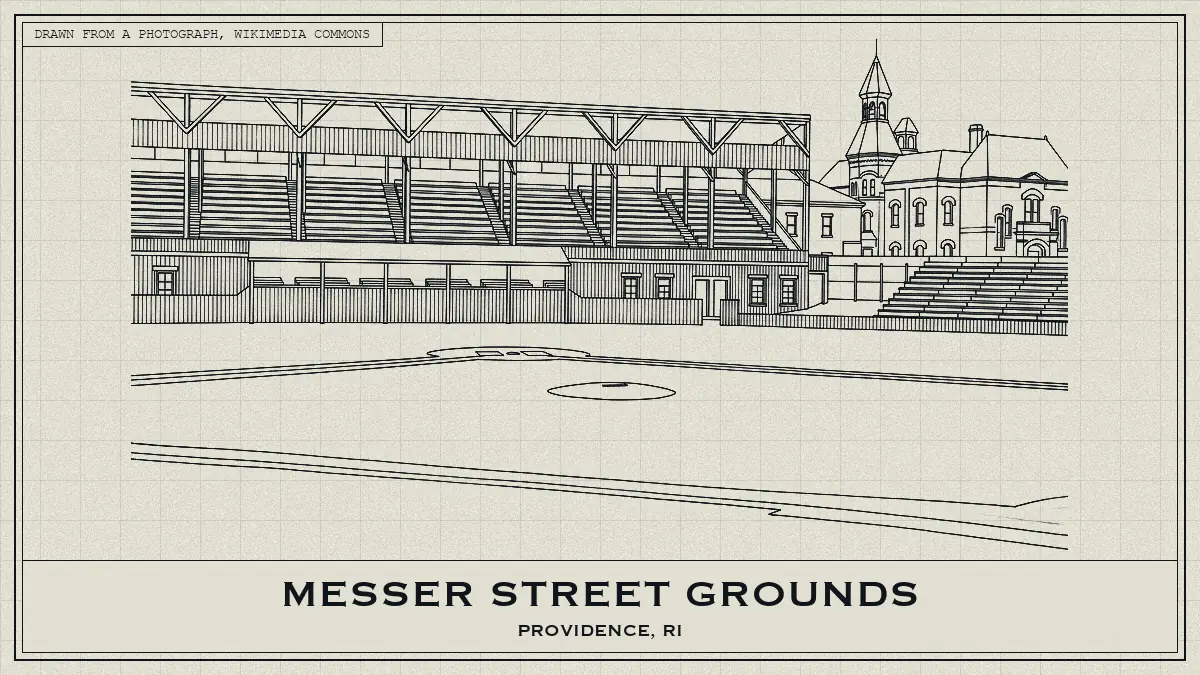 DRAWN FROM A PHOTOGRAPH, WIKIMEDIA COMMONS
MESSER STREET GROUNDS
PROVIDENCE, RI